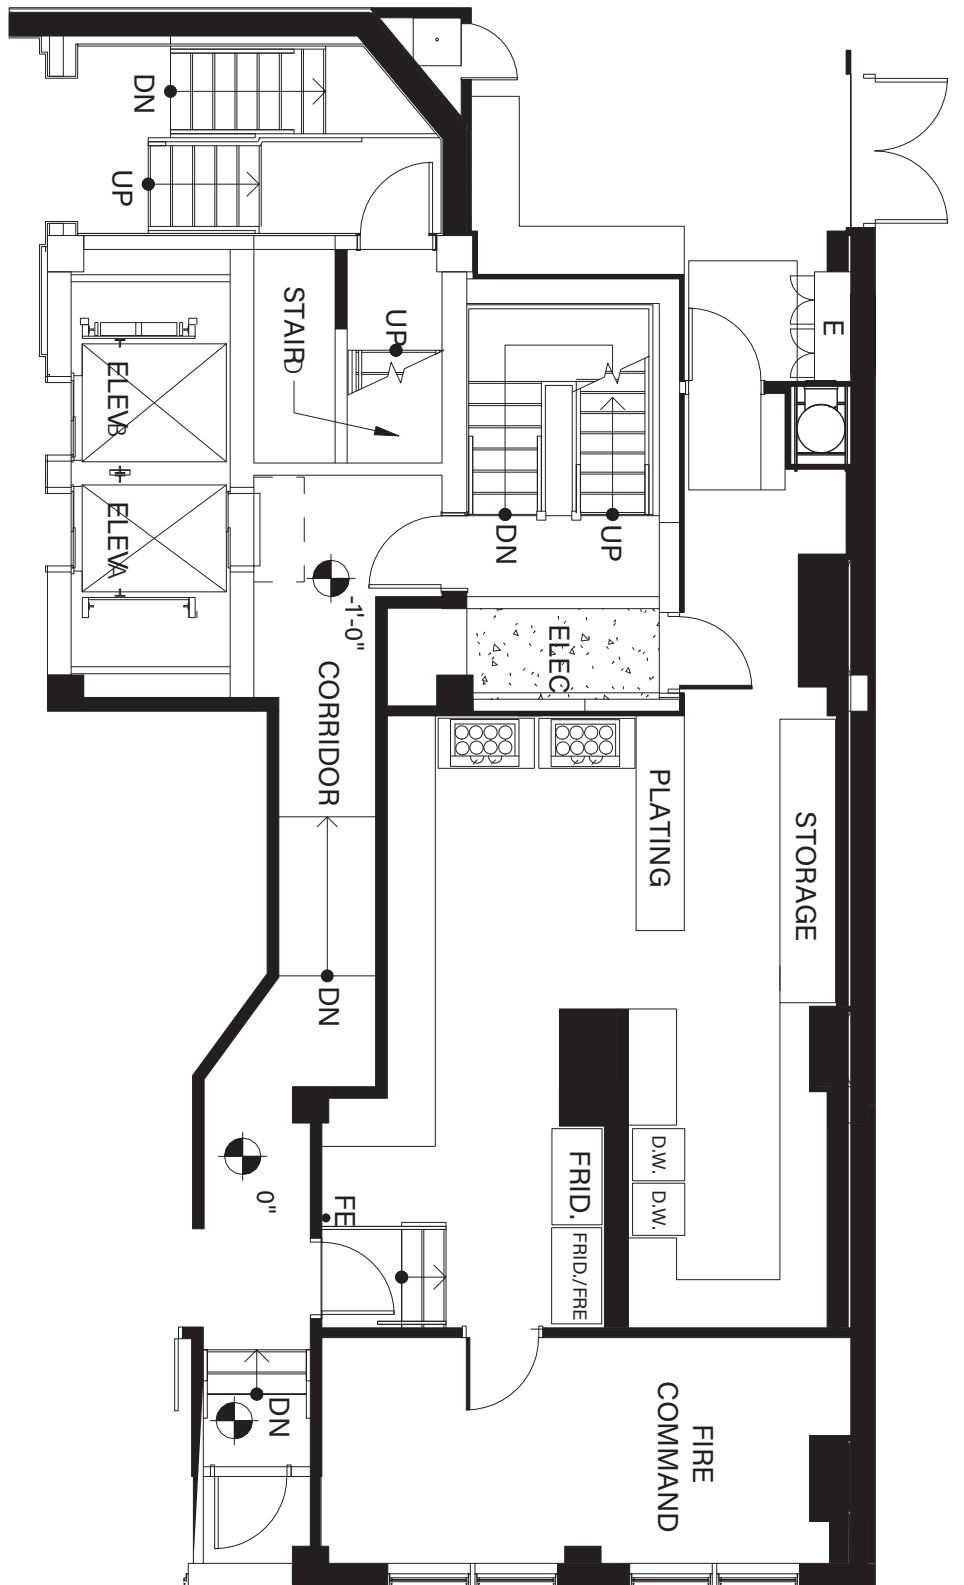 DN
UP
STAIR D
UP
E
ELEV B
ELEV A
DN
UP
-1'-0"
ELEC
CORRIDOR
PLATING
STORAGE
DN
D.W.
D.W.
FRID.
FRID./FRE
0"
FE
DN
FIRE
COMMAND